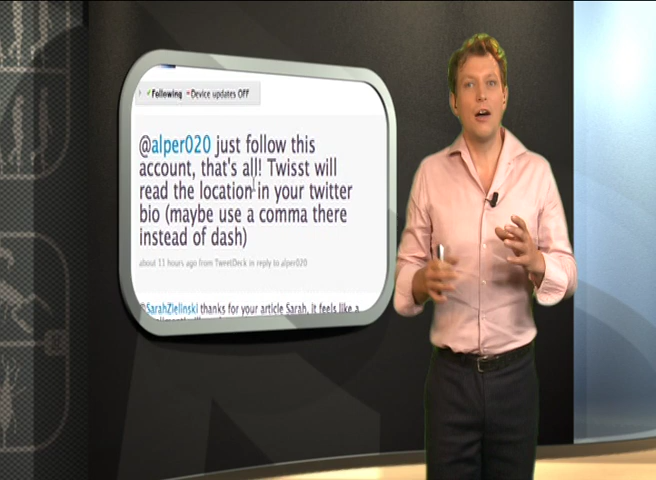 Following Device updates Off
@alper020 just follow this
account, that's all! Twisst will
read the location in your twitter
bio (maybe use a comma there
instead of dash)
about 11 hours ago from TweetDeck in reply to alper020
@SarahZielinski thanks for your article Sarah. It feels like a